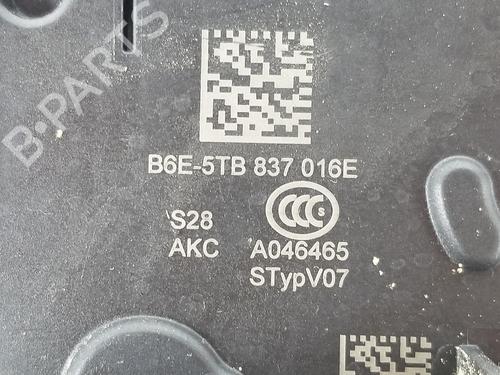 B-PARTS
B6E-5TB 837 016E
S28
CCC S
AKC A046465
STypV07